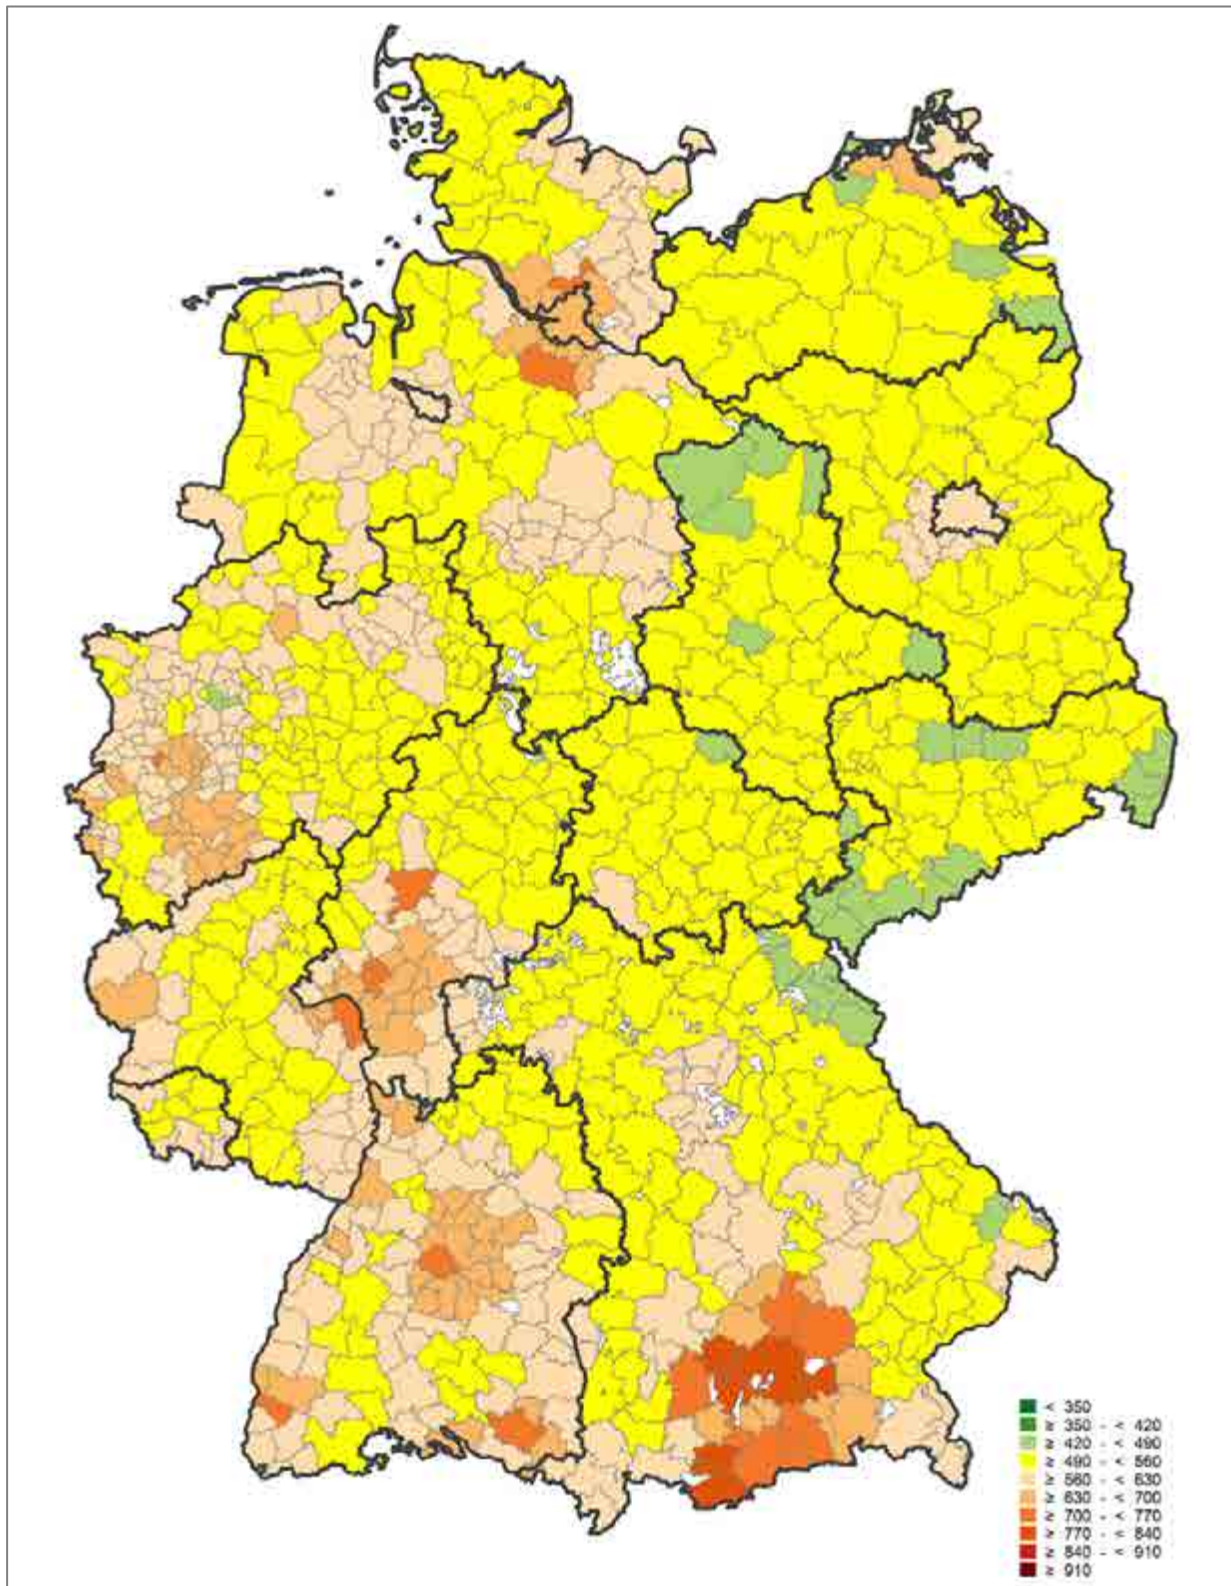 < 350
≥ 350 - < 420
≥ 420 - < 490
≥ 490 - < 560
≥ 560 - < 630
≥ 630 - < 700
≥ 700 - < 770
≥ 770 - < 840
≥ 840 - < 910
≥ 910